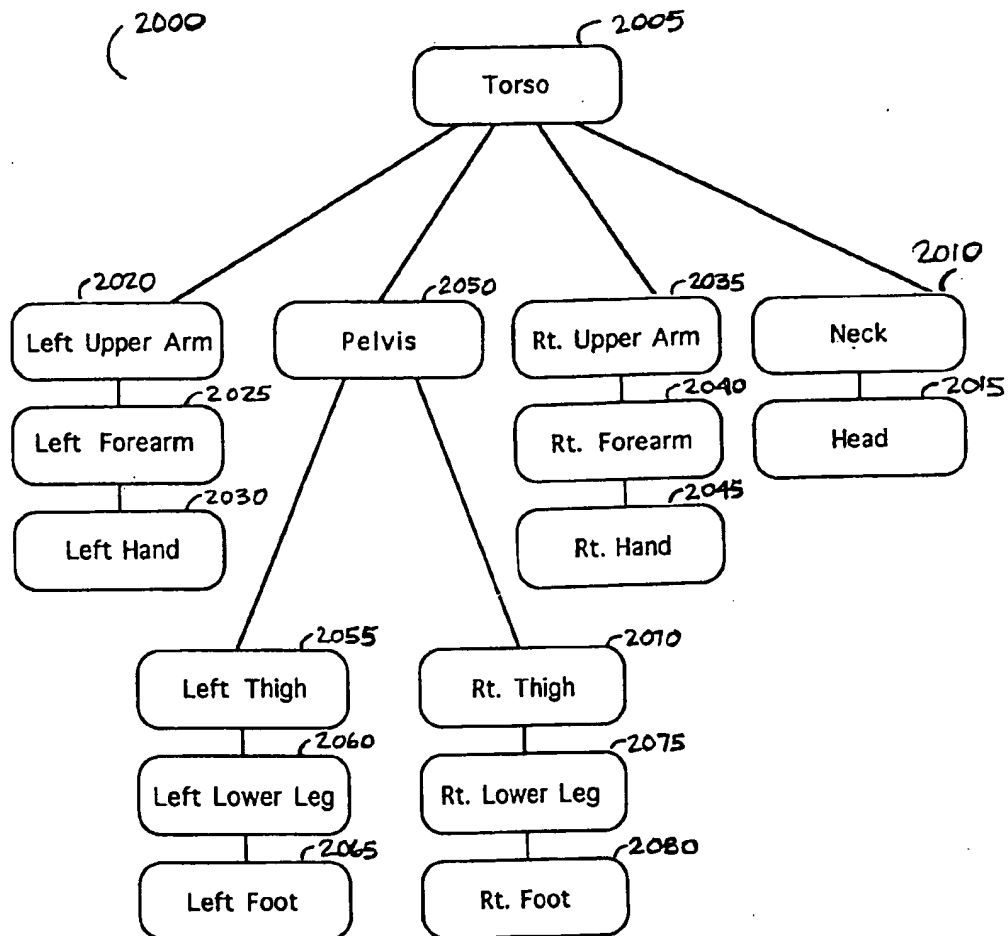 2000
2005
Torso
2020
2050
2035
2010
Left Upper Arm
Pelvis
Rt. Upper Arm
Neck
2025
2040
2015
Left Forearm
Rt. Forearm
Head
2030
2045
Left Hand
Rt. Hand
2055
2070
Left Thigh
Rt. Thigh
2060
2075
Left Lower Leg
Rt. Lower Leg
2065
2080
Left Foot
Rt. Foot